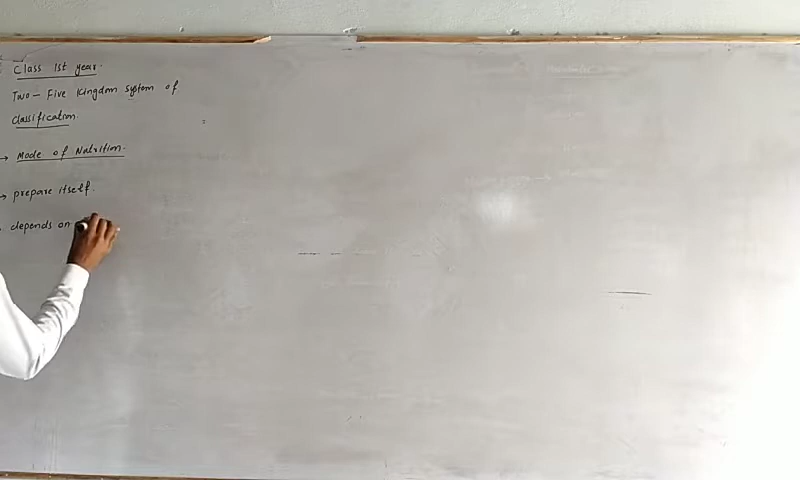 Class 1st year.
Two - Five Kingdom System of
classification.
→ Mode of Nutrition.
→ prepare itself.
depends on